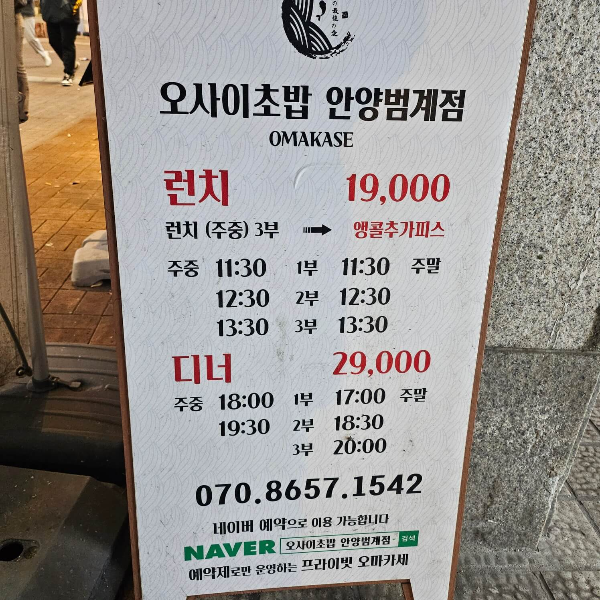 오사이초밥 안양범계점
OMAKASE
런치 19,000
런치 (주중) 3부 → 앵콜추가피스
주중 11:30 1부 11:30 주말
12:30 2부 12:30
13:30 3부 13:30
디너 29,000
주중 18:00 1부 17:00 주말
19:30 2부 18:30
3부 20:00
070.8657.1542
네이버 예약으로 이용 가능합니다
NAVER 오사이초밥 안양범계점 검색
예약제로만 운영하는 프라이빗 오마카세